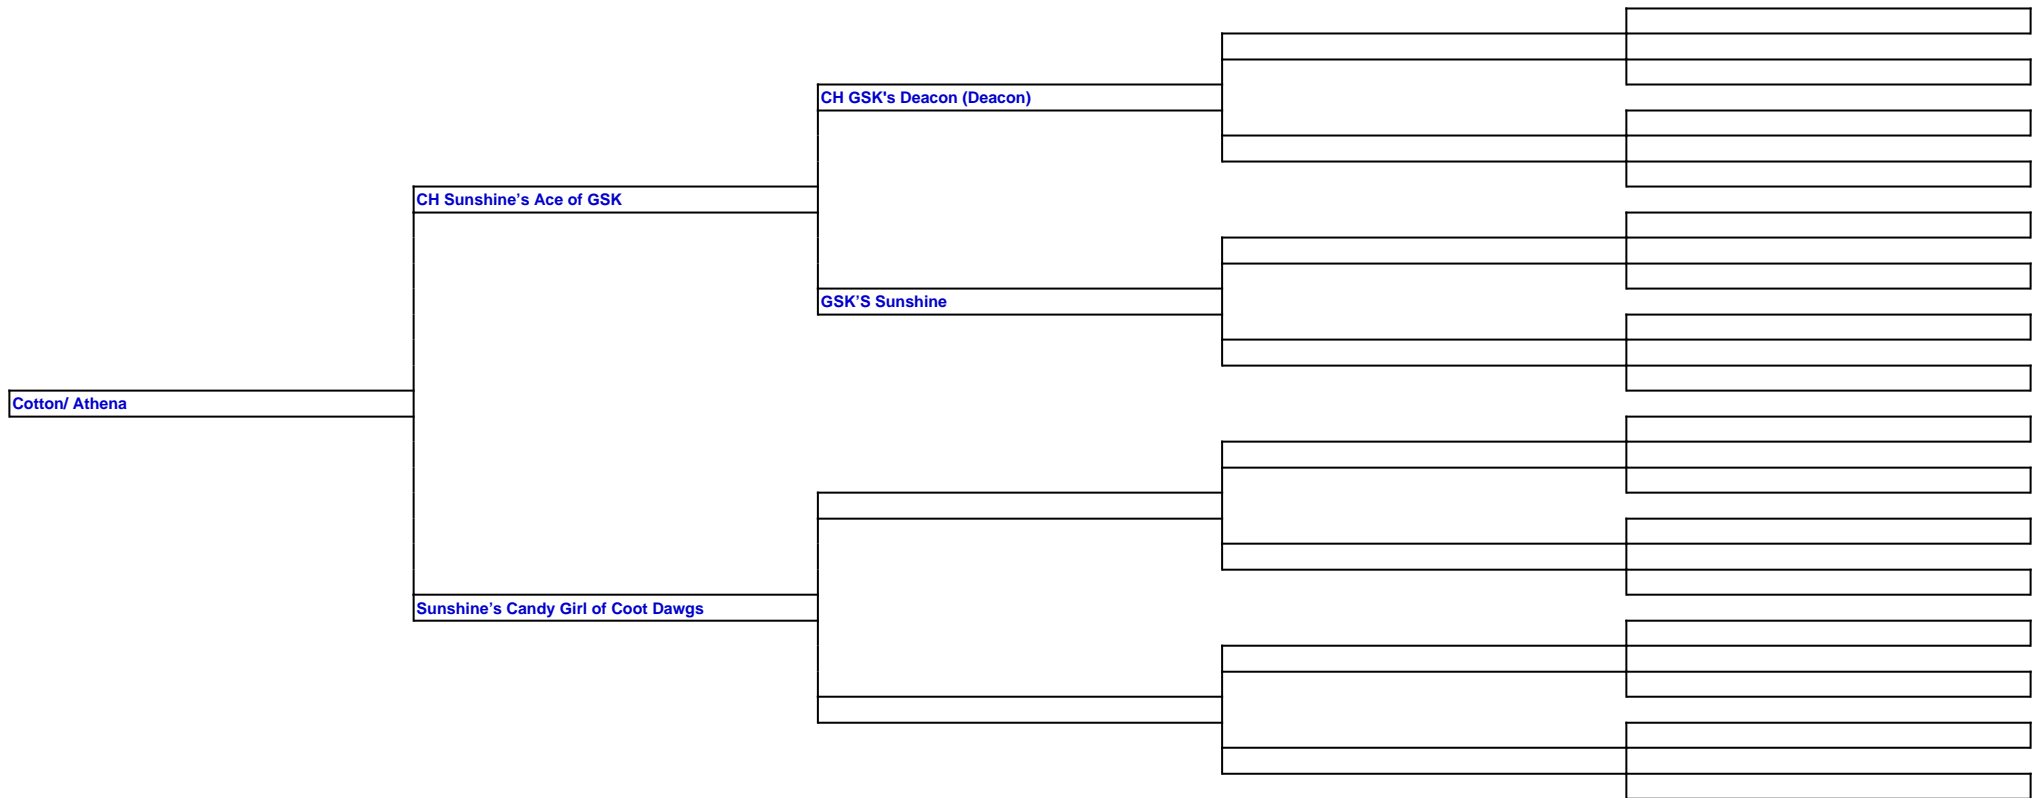 CH GSK's Deacon (Deacon)
CH Sunshine’s Ace of GSK
GSK’S Sunshine
Cotton/ Athena
Sunshine’s Candy Girl of Coot Dawgs